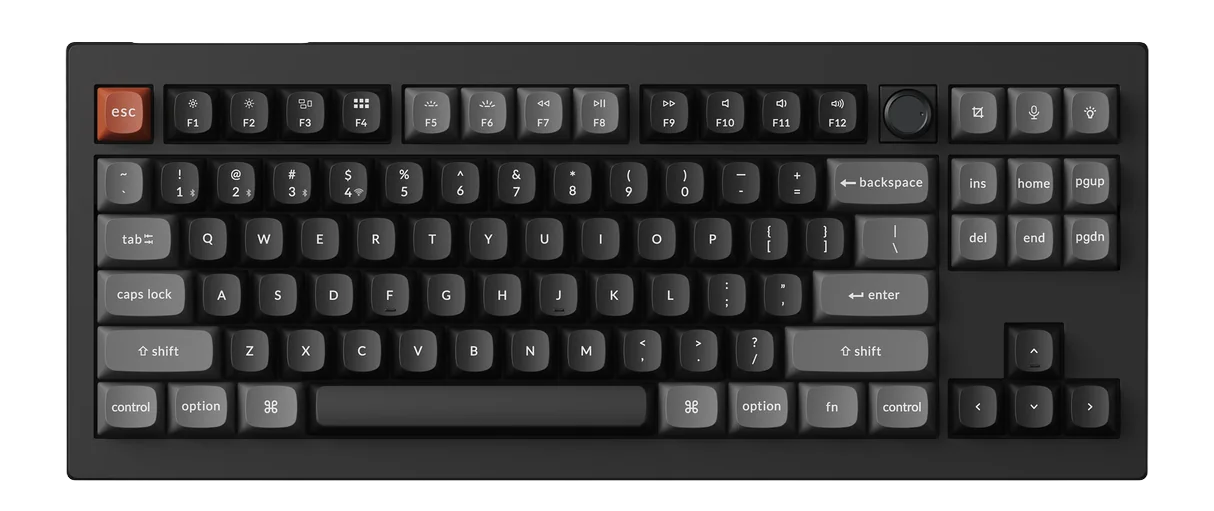 esc F1 F2 F3 F4 F5 F6 F7 F8 F9 F10 F11 F12
~ ! @ # $ % ^ & * ( ) — +
` 1 2 3 4 5 6 7 8 9 0 - = backspace ins home pgup
tab Q W E R T Y U I O P { } |
[ ] \ del end pgdn
caps lock A S D F G H J K L : " enter
; ,
shift Z X C V B N M < > ? shift ^
, . /
control option ⌘ ⌘ option fn control < >